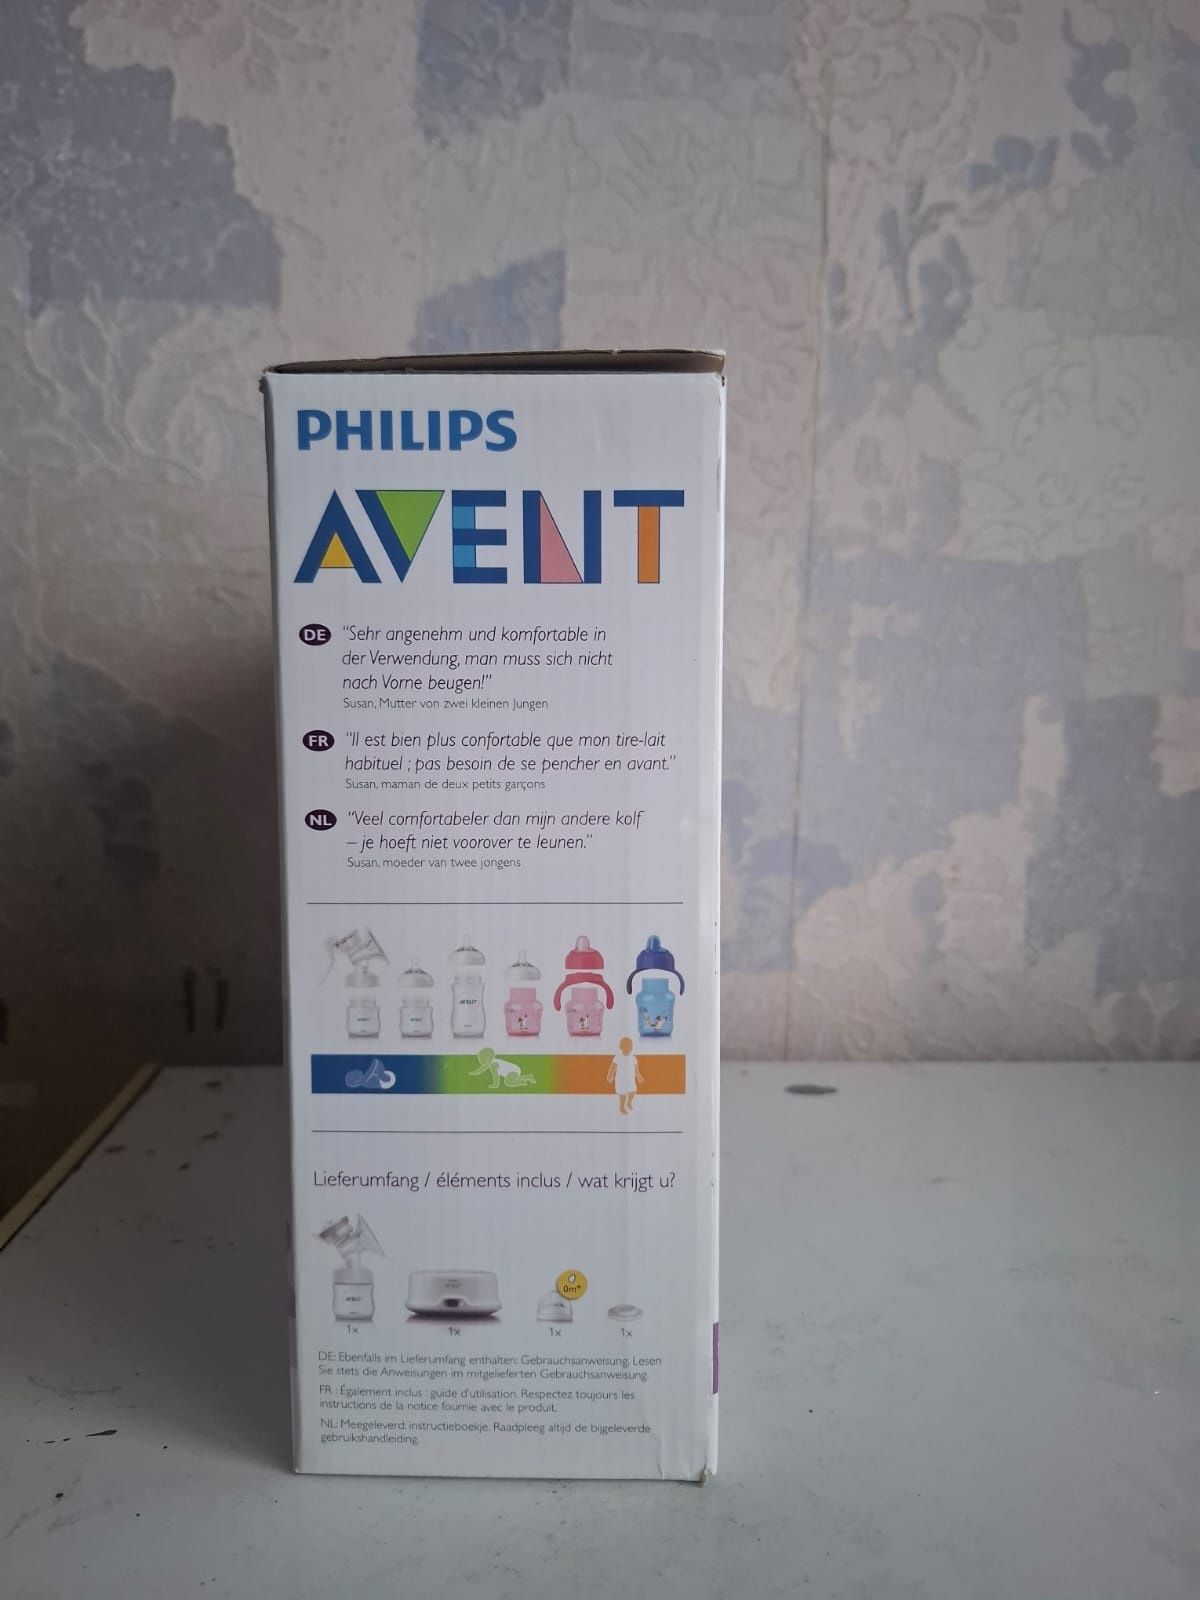 PHILIPS
AVENT
DE "Sehr angenehm und komfortable in
der Verwendung, man muss sich nicht
nach Vorne beugen!"
Susan, Mutter von zwei kleinen Jungen
FR "Il est bien plus confortable que mon tire-lait
habituel ; pas besoin de se pencher en avant."
Susan, maman de deux petits garçons
NL "Veel comfortabeler dan mijn andere kolf
– je hoeft niet voorover te leunen."
Susan, moeder van twee jongens
AVENT AVENT AVENT
Lieferumfang / éléments inclus / wat krijgt u?
0m+
AVENT AVENT
1x 1x 1x 1x
DE: Ebenfalls im Lieferumfang enthalten: Gebrauchsanweisung. Lesen
Sie stets die Anweisungen im mitgelieferten Gebrauchsanweisung.
FR : Également inclus : guide d'utilisation. Respectez toujours les
instructions de la notice fournie avec le produit.
NL: Meegeleverd: instructieboekje. Raadpleeg altijd de bijgeleverde
gebruikshandleiding.